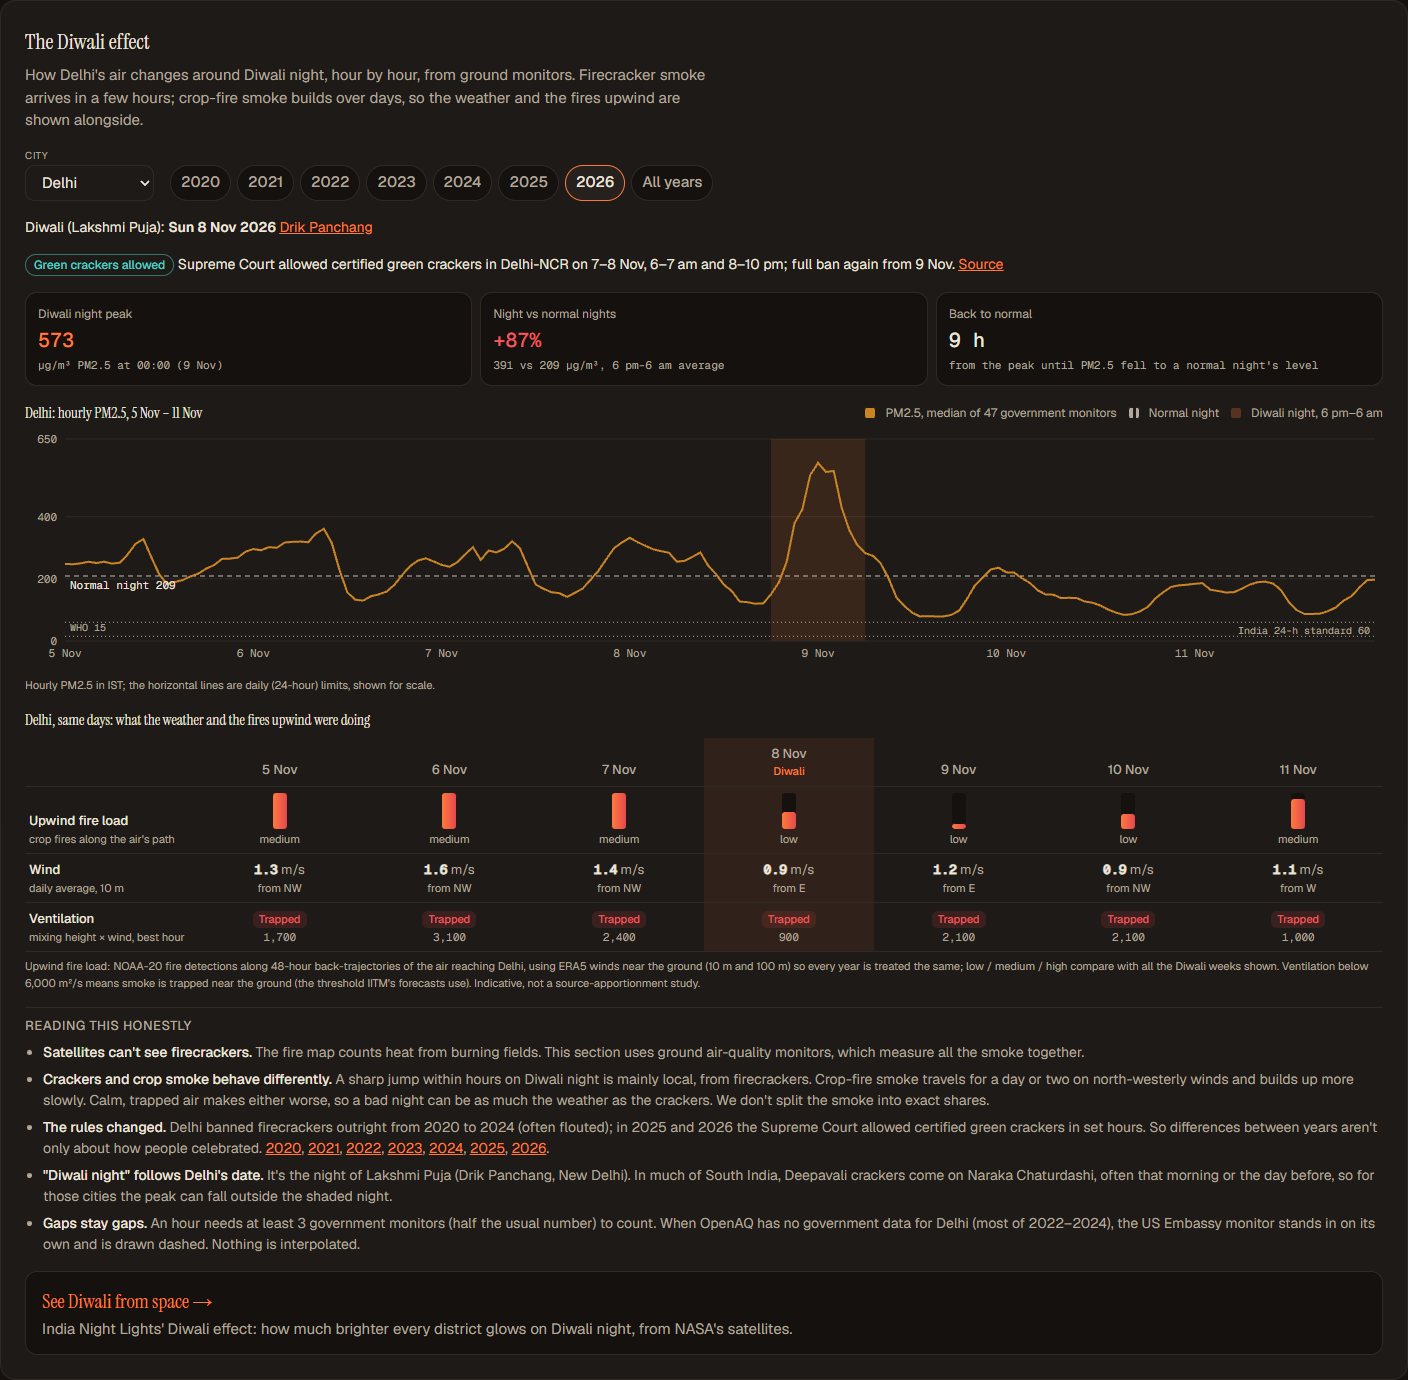 The Diwali effect
How Delhi's air changes around Diwali night, hour by hour, from ground monitors. Firecracker smoke
arrives in a few hours; crop-fire smoke builds over days, so the weather and the fires upwind are
shown alongside.
CITY
Delhi 2020 2021 2022 2023 2024 2025 2026 All years
Diwali (Lakshmi Puja): Sun 8 Nov 2026 Drik Panchang
Green crackers allowed Supreme Court allowed certified green crackers in Delhi-NCR on 7–8 Nov, 6–7 am and 8–10 pm; full ban again from 9 Nov. Source
Diwali night peak
573
µg/m³ PM2.5 at 00:00 (9 Nov)
Night vs normal nights
+87%
391 vs 209 µg/m³, 6 pm–6 am average
Back to normal
9 h
from the peak until PM2.5 fell to a normal night's level
Delhi: hourly PM2.5, 5 Nov – 11 Nov
PM2.5, median of 47 government monitors Normal night Diwali night, 6 pm–6 am
650
400
200
Normal night 209
WHO 15
India 24-h standard 60
0
5 Nov 6 Nov 7 Nov 8 Nov 9 Nov 10 Nov 11 Nov
Hourly PM2.5 in IST; the horizontal lines are daily (24-hour) limits, shown for scale.
Delhi, same days: what the weather and the fires upwind were doing
5 Nov 6 Nov 7 Nov 8 Nov 9 Nov 10 Nov 11 Nov
Diwali
Upwind fire load
crop fires along the air's path medium medium medium low low low medium
Wind 1.3 m/s 1.6 m/s 1.4 m/s 0.9 m/s 1.2 m/s 0.9 m/s 1.1 m/s
daily average, 10 m from NW from NW from NW from E from E from NW from W
Ventilation Trapped Trapped Trapped Trapped Trapped Trapped Trapped
mixing height × wind, best hour 1,700 3,100 2,400 900 2,100 2,100 1,000
Upwind fire load: NOAA-20 fire detections along 48-hour back-trajectories of the air reaching Delhi, using ERA5 winds near the ground (10 m and 100 m) so every year is treated the same; low / medium / high compare with all the Diwali weeks shown. Ventilation below
6,000 m²/s means smoke is trapped near the ground (the threshold IITM's forecasts use). Indicative, not a source-apportionment study.
READING THIS HONESTLY
• Satellites can't see firecrackers. The fire map counts heat from burning fields. This section uses ground air-quality monitors, which measure all the smoke together.
• Crackers and crop smoke behave differently. A sharp jump within hours on Diwali night is mainly local, from firecrackers. Crop-fire smoke travels for a day or two on north-westerly winds and builds up more
slowly. Calm, trapped air makes either worse, so a bad night can be as much the weather as the crackers. We don't split the smoke into exact shares.
• The rules changed. Delhi banned firecrackers outright from 2020 to 2024 (often flouted); in 2025 and 2026 the Supreme Court allowed certified green crackers in set hours. So differences between years aren't
only about how people celebrated. 2020, 2021, 2022, 2023, 2024, 2025, 2026.
• "Diwali night" follows Delhi's date. It's the night of Lakshmi Puja (Drik Panchang, New Delhi). In much of South India, Deepavali crackers come on Naraka Chaturdashi, often that morning or the day before, so for
those cities the peak can fall outside the shaded night.
• Gaps stay gaps. An hour needs at least 3 government monitors (half the usual number) to count. When OpenAQ has no government data for Delhi (most of 2022–2024), the US Embassy monitor stands in on its
own and is drawn dashed. Nothing is interpolated.
See Diwali from space →
India Night Lights' Diwali effect: how much brighter every district glows on Diwali night, from NASA's satellites.